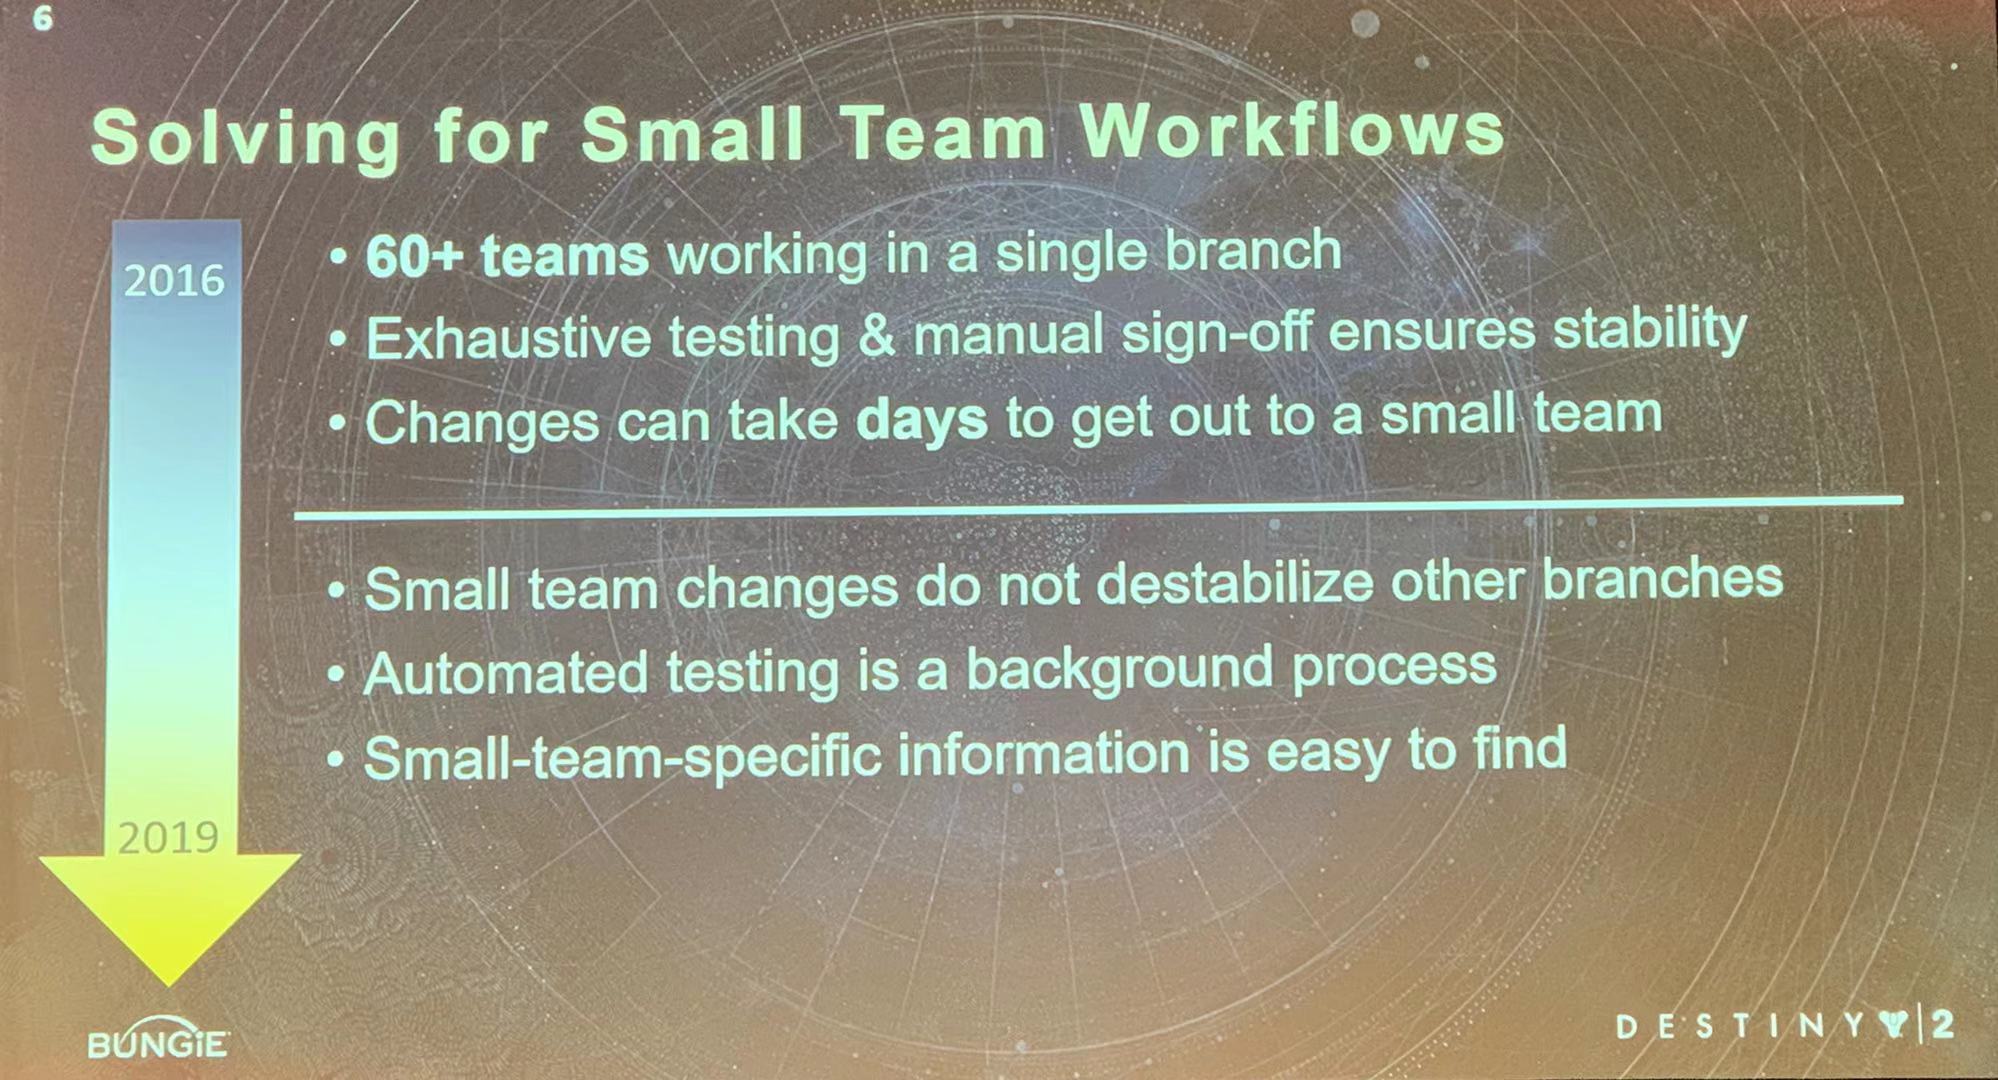 6
Solving for Small Team Workflows
2016
• 60+ teams working in a single branch
• Exhaustive testing & manual sign-off ensures stability
• Changes can take days to get out to a small team
• Small team changes do not destabilize other branches
• Automated testing is a background process
• Small-team-specific information is easy to find
2019
BUNGiE
DESTINY 2